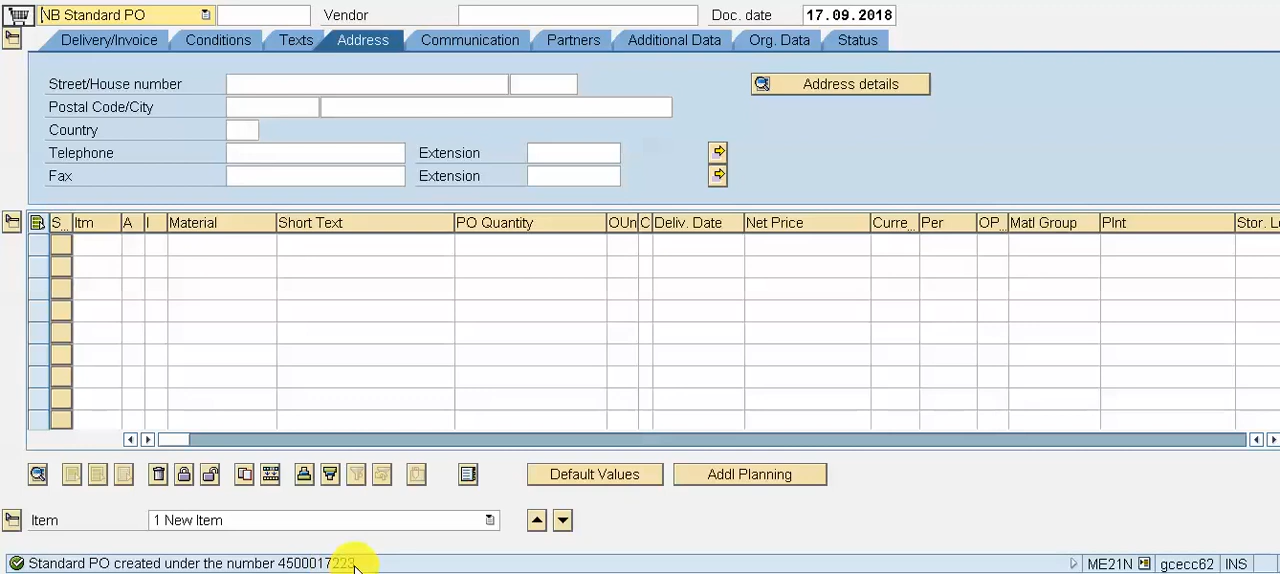 NB Standard PO Vendor Doc. date 17.09.2018
Delivery/Invoice Conditions Texts Address Communication Partners Additional Data Org. Data Status
Street/House number Address details
Postal Code/City
Country
Telephone Extension
Fax Extension
S... Itm A I Material Short Text PO Quantity OUn C Deliv. Date Net Price Curre... Per OP... Matl Group Plnt Stor. L
Default Values Addl Planning
Item 1 New Item
Standard PO created under the number 4500017223 ME21N gcecc62 INS